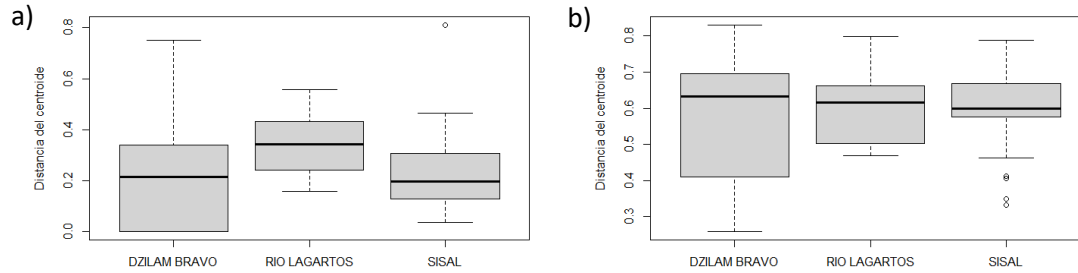 a)
Distancia del centroide
0.8
0.6
0.4
0.2
0.0
DZILAM BRAVO RIO LAGARTOS SISAL
b)
Distancia del centroide
0.8
0.7
0.6
0.5
0.4
0.3
DZILAM BRAVO RIO LAGARTOS SISAL